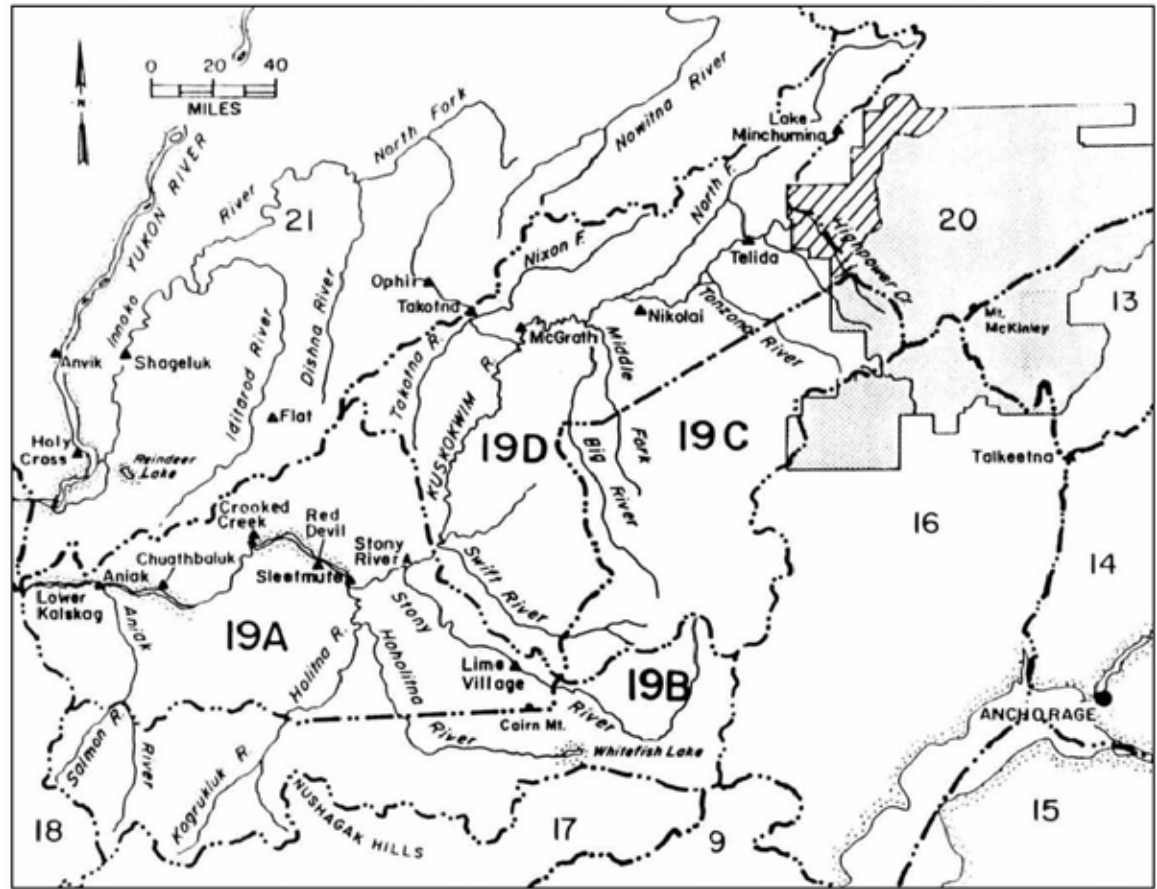 N
0 20 40
MILES
YUKON RIVER
Innoko
River
21
North Fork
Nowitna River
Lake
Minchumina
North F.
Nixon F.
Telida
Highpower Cr.
20
13
Mt.
McKinley
Ophir
Takotna
McGrath
Nikolai
Tonzona River
Anvik
Shageluk
Iditarod River
Dishna River
Flat
Takotna R.
KUSKOKWIM R.
19D
Middle Fork
Big River
19C
Talkeetna
Holy
Cross
Reindeer
Lake
16
Crooked
Creek
Red
Devil
Stony
River
Chuathbaluk
Sleetmute
Swift River
14
Lower
Kalskag
Aniak
Aniak River
19A
Holitna R.
Hoholitna River
Stony River
Lime
Village
19B
Cairn Mt.
Whitefish Lake
ANCHORAGE
Salmon R.
Kogrukluk R.
NUSHAGAK HILLS
18
17
9
15